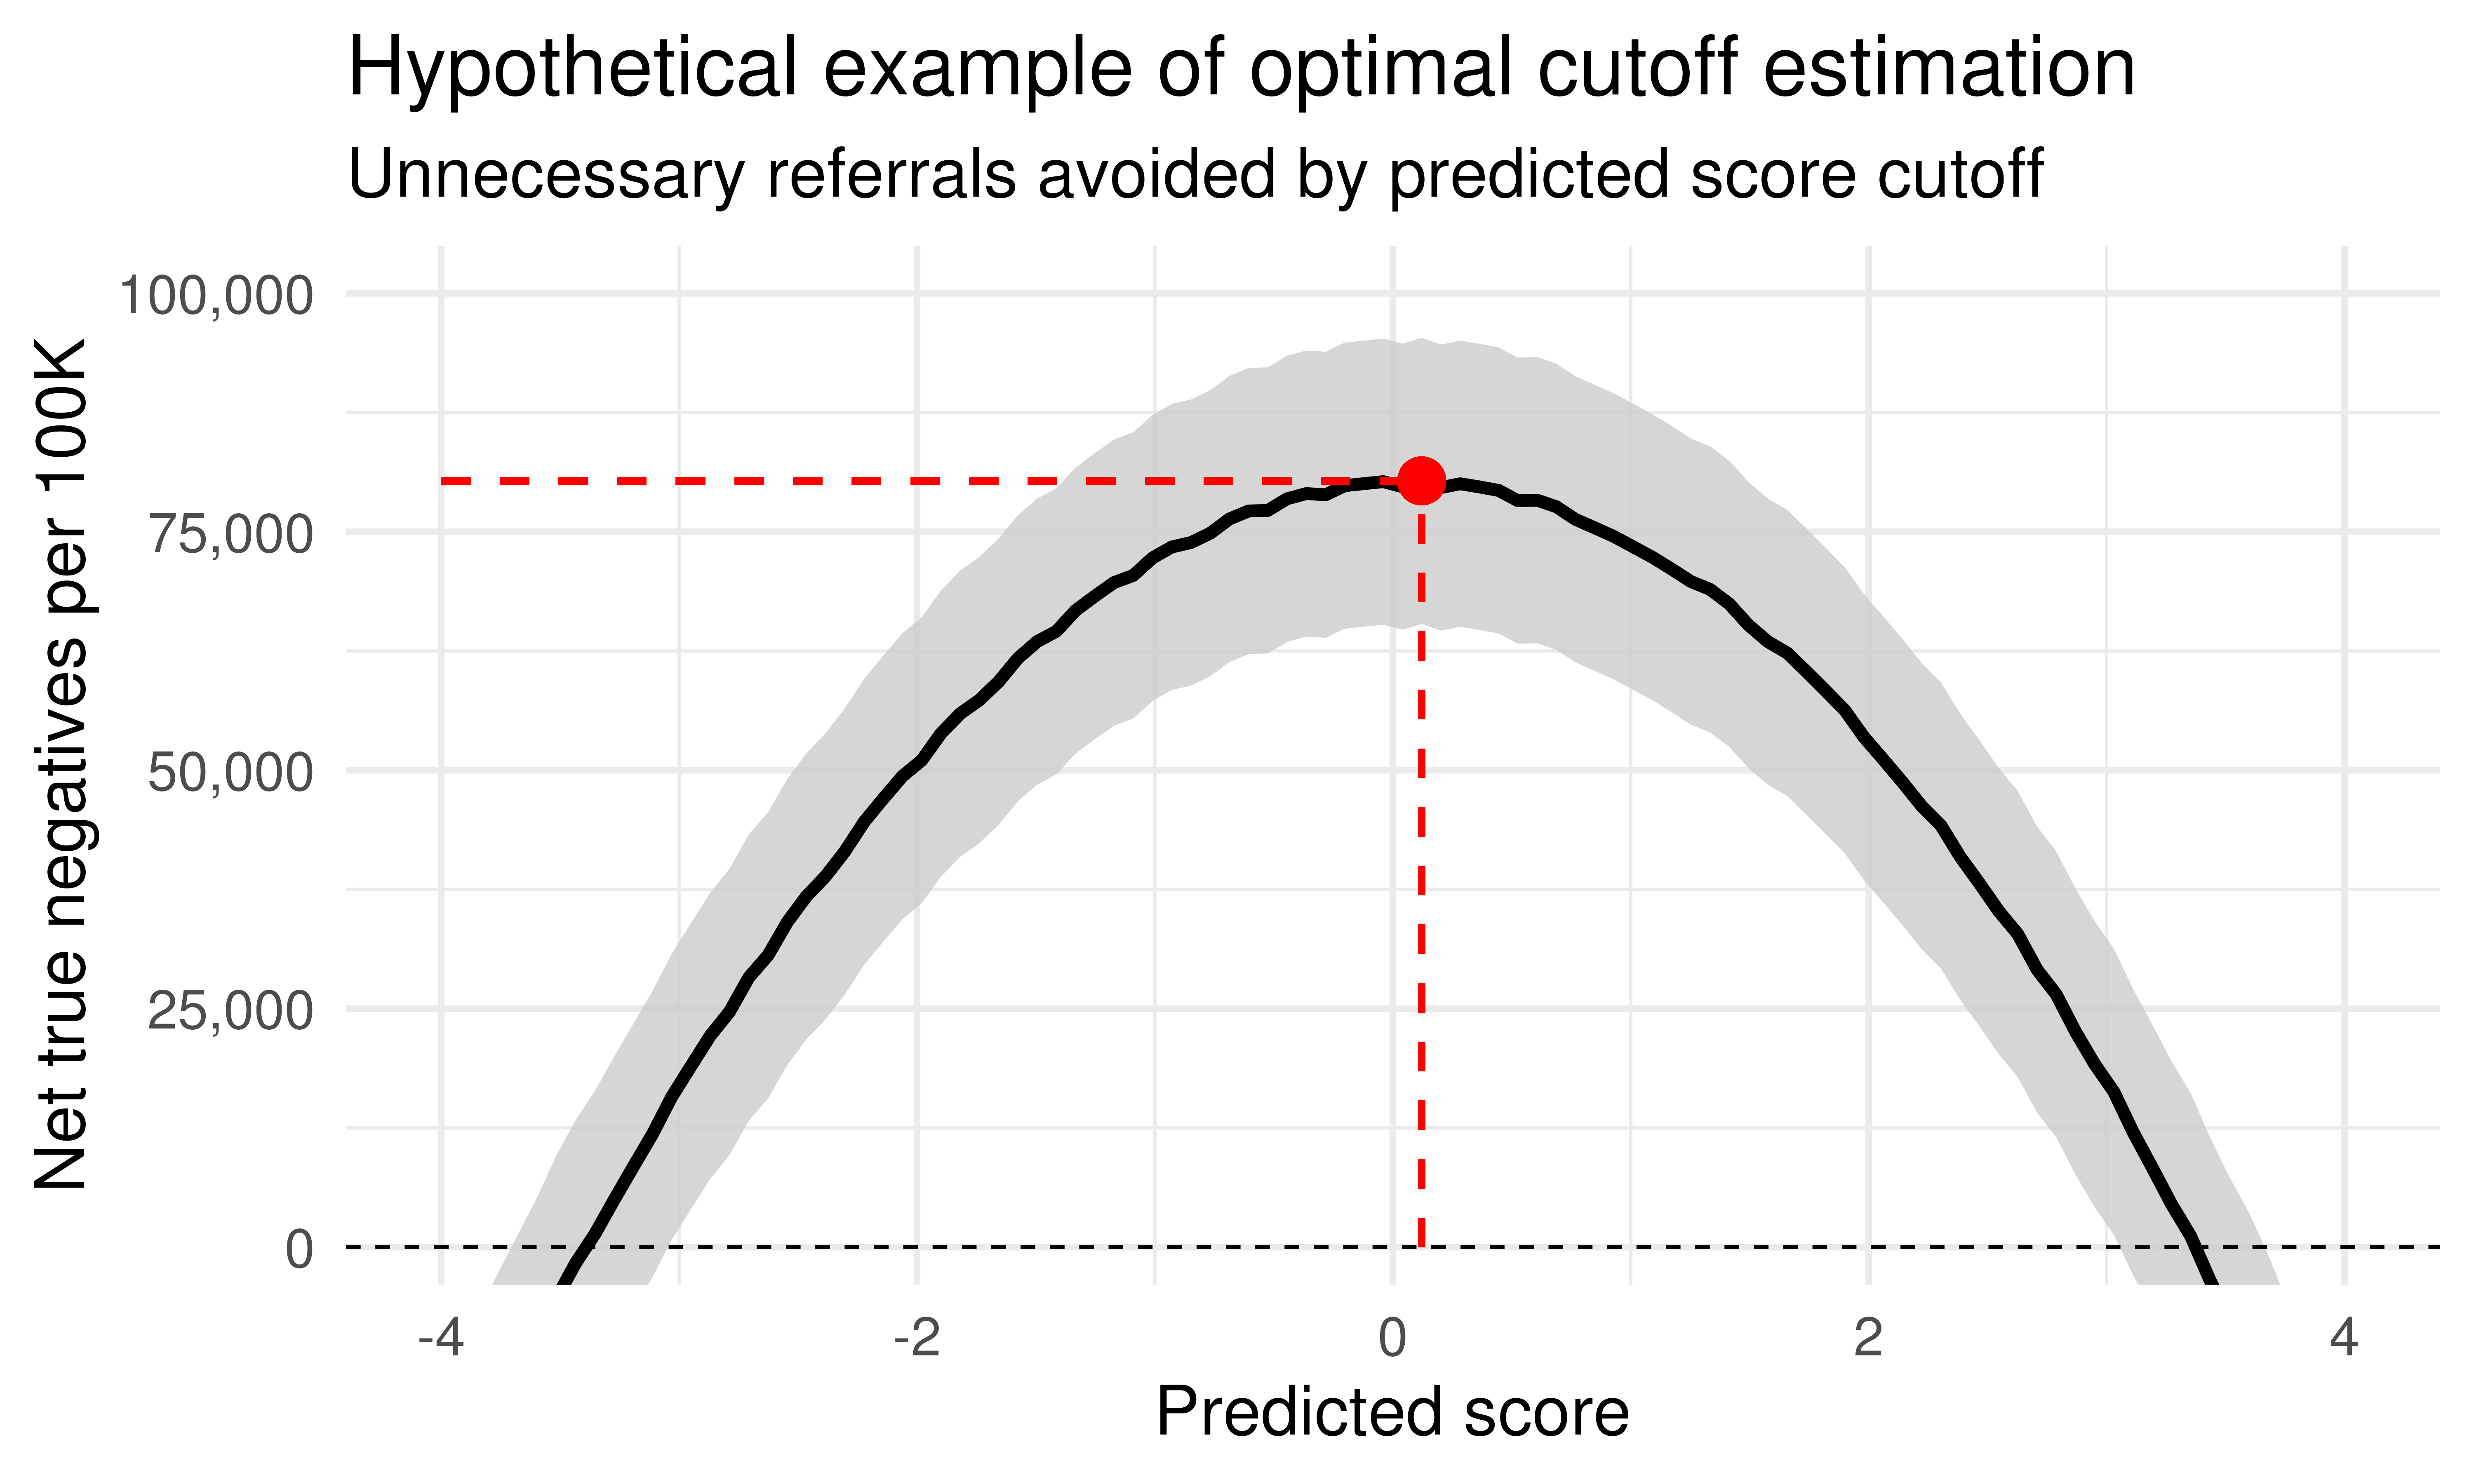 Hypothetical example of optimal cutoff estimation
Unnecessary referrals avoided by predicted score cutoff
Net true negatives per 100K
100,000
75,000
50,000
25,000
0
-4
-2
0
2
4
Predicted score